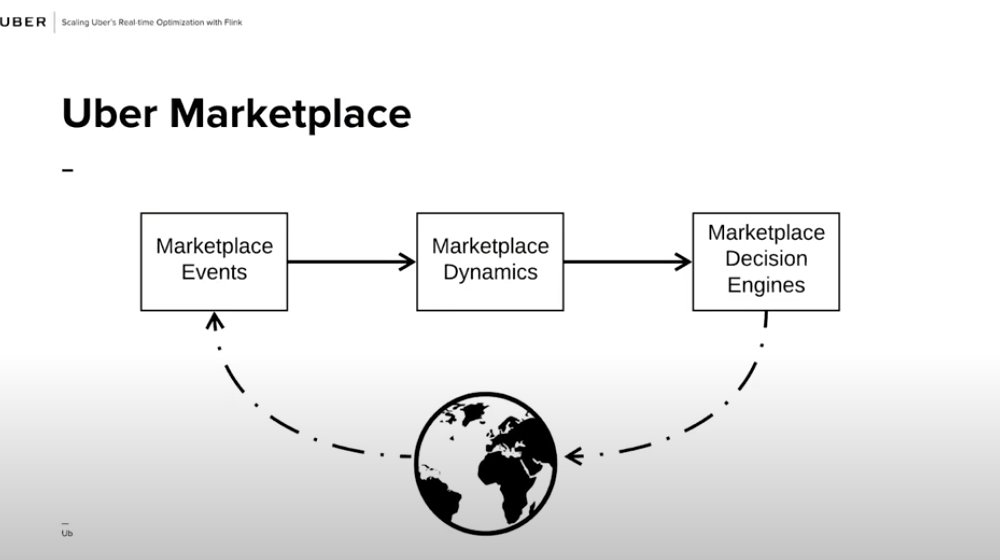 UBER
Scaling Uber's Real-time Optimization with Flink
Uber Marketplace
Marketplace
Events
Marketplace
Dynamics
Marketplace
Decision
Engines
Ub